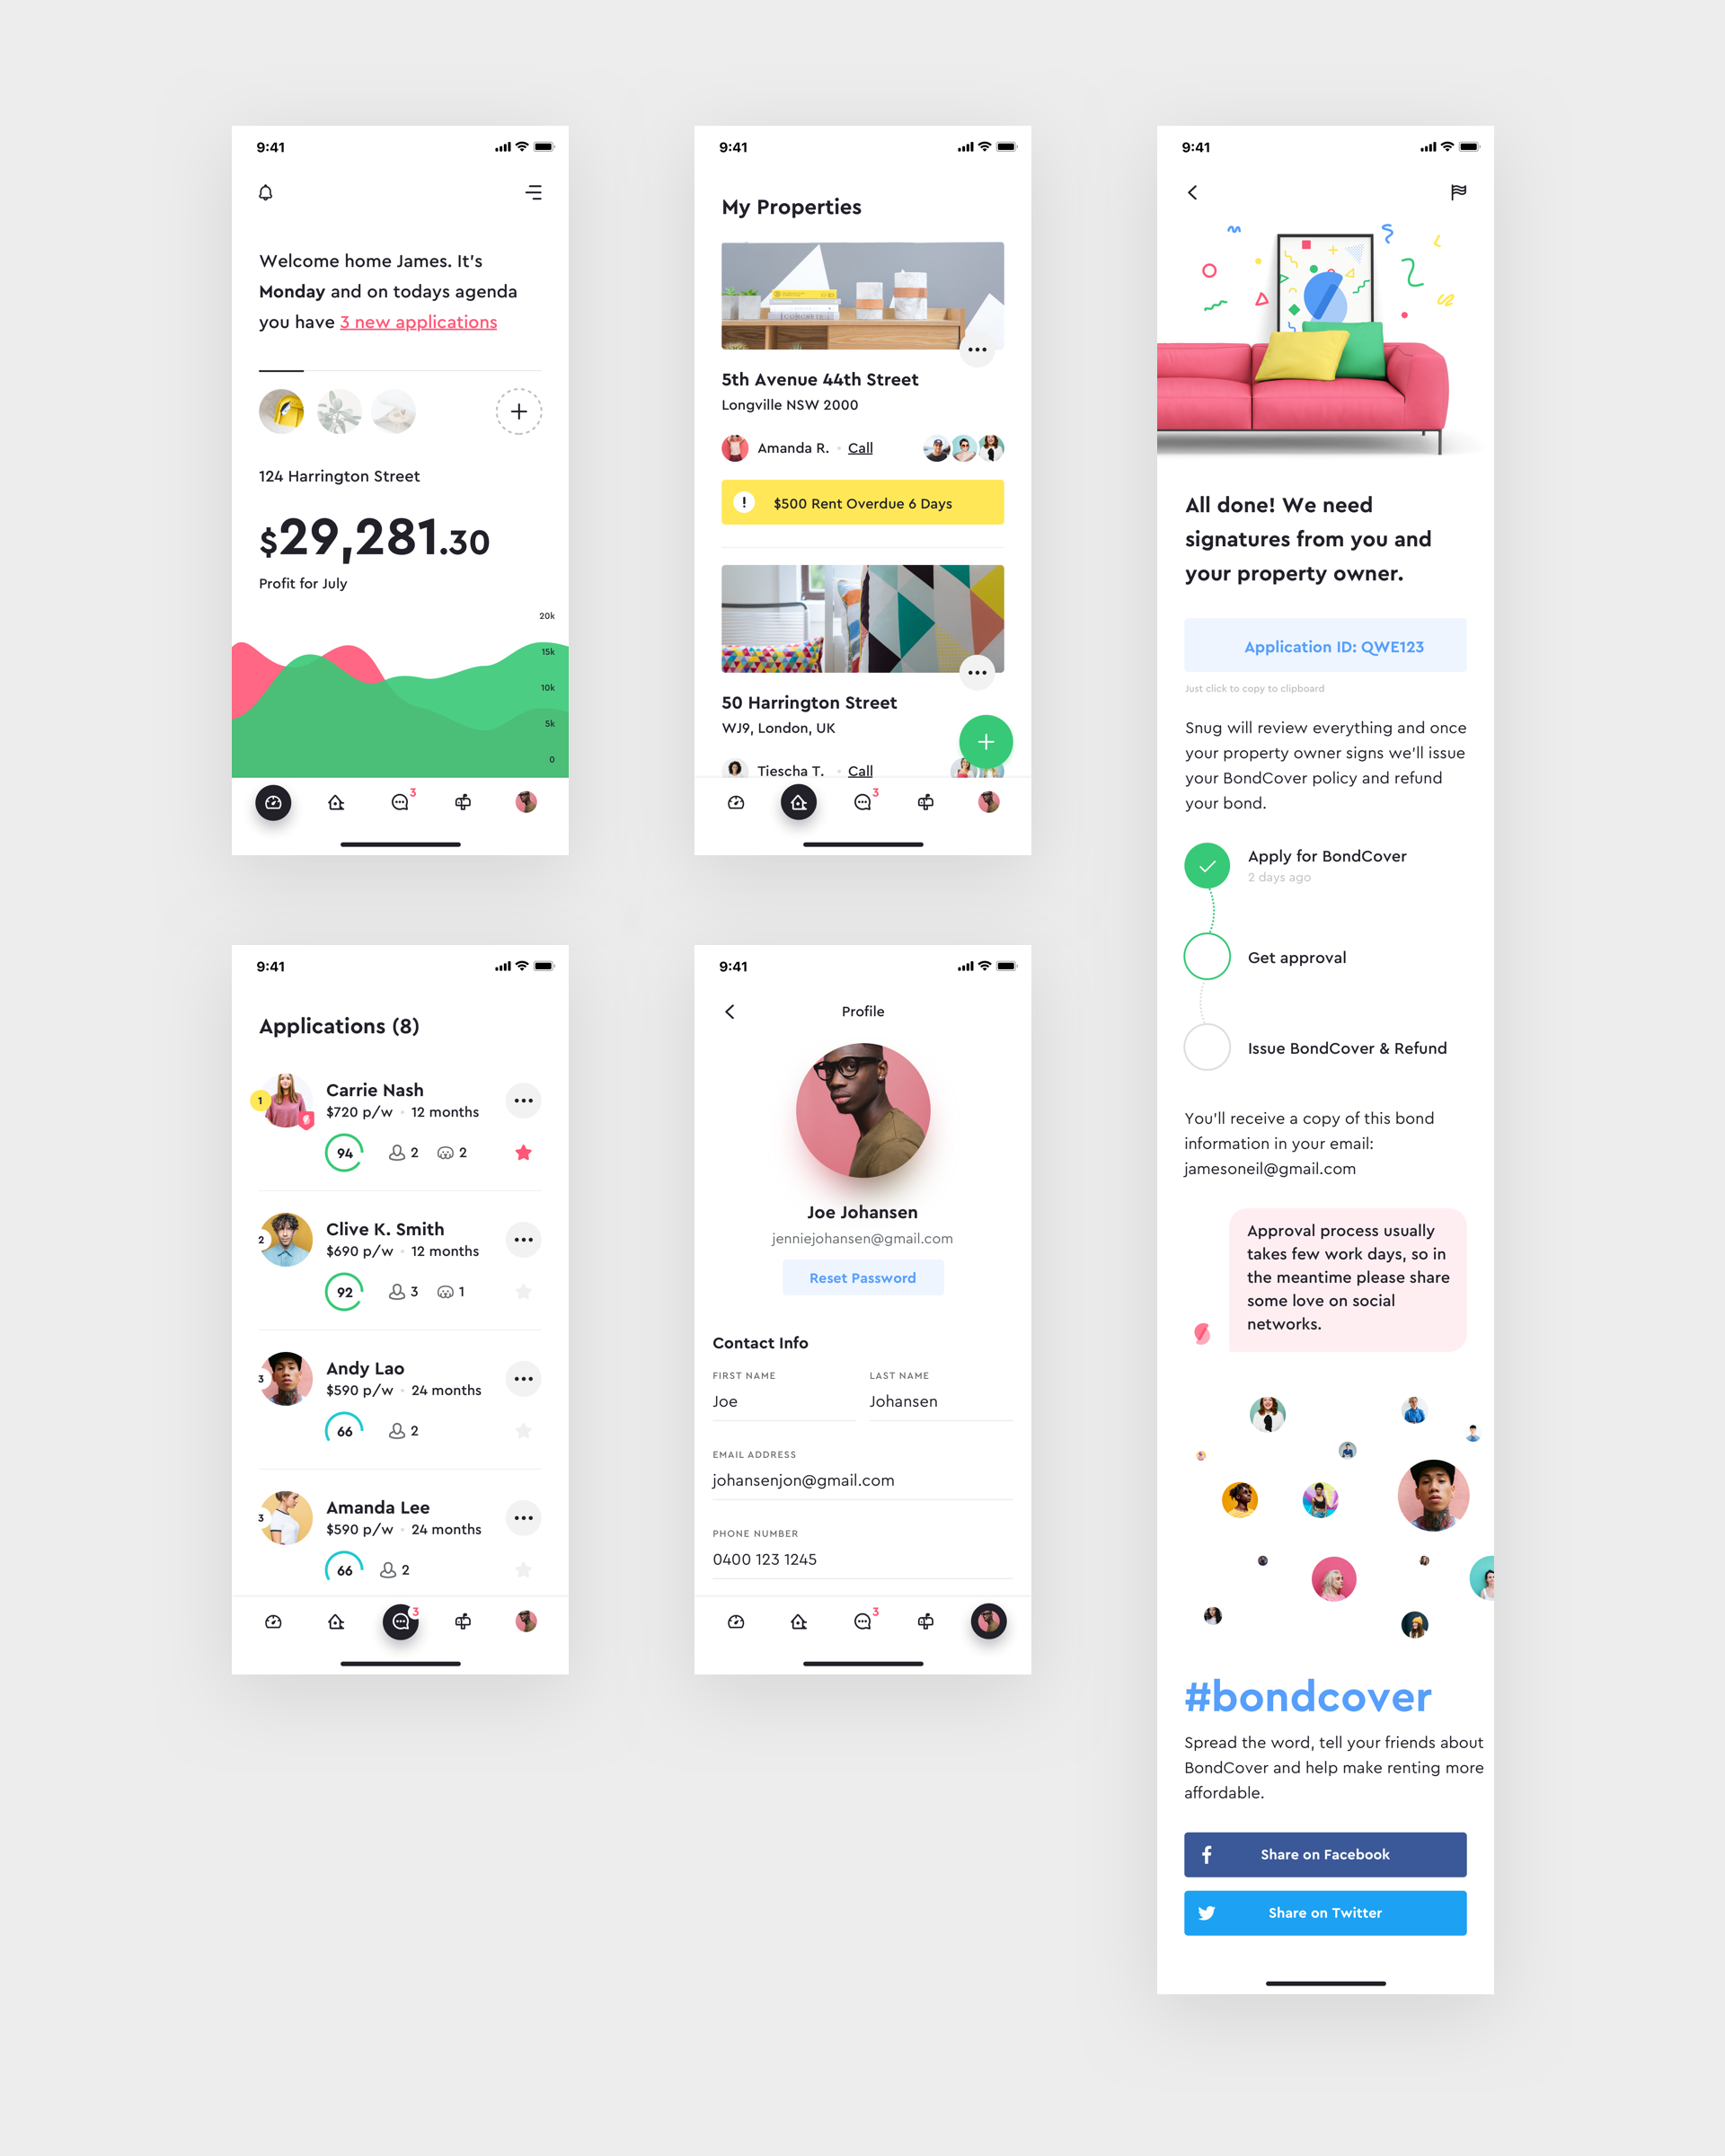 9:41
Welcome home James. It's
Monday and on todays agenda
you have 3 new applications
124 Harrington Street
$29,281.30
Profit for July
20k
15k
10k
5k
0
3
9:41
My Properties
5th Avenue 44th Street
Longville NSW 2000
Amanda R. • Call
! $500 Rent Overdue 6 Days
50 Harrington Street
WJ9, London, UK
Tiescha T. • Call
3
9:41
Applications (8)
1
Carrie Nash
$720 p/w • 12 months
94 2 2
2
Clive K. Smith
$690 p/w • 12 months
92 3 1
3
Andy Lao
$590 p/w • 24 months
66 2
3
Amanda Lee
$590 p/w • 24 months
66 2
3
9:41
Profile
Joe Johansen
jenniejohansen@gmail.com
Reset Password
Contact Info
FIRST NAME LAST NAME
Joe Johansen
EMAIL ADDRESS
johansenjon@gmail.com
PHONE NUMBER
0400 123 1245
3
9:41
All done! We need
signatures from you and
your property owner.
Application ID: QWE123
Just click to copy to clipboard
Snug will review everything and once
your property owner signs we'll issue
your BondCover policy and refund
your bond.
Apply for BondCover
2 days ago
Get approval
Issue BondCover & Refund
You'll receive a copy of this bond
information in your email:
jamesoneil@gmail.com
Approval process usually
takes few work days, so in
the meantime please share
some love on social
networks.
#bondcover
Spread the word, tell your friends about
BondCover and help make renting more
affordable.
Share on Facebook
Share on Twitter